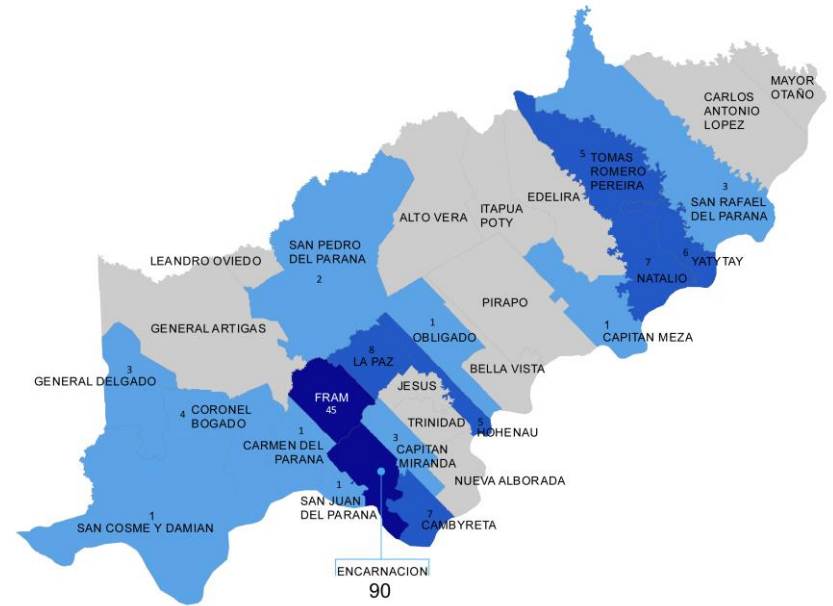 MAYOR
OTAÑO
CARLOS
ANTONIO
LOPEZ
5 TOMAS
ROMERO
PEREIRA
3
SAN RAFAEL
DEL PARANA
EDELIRA
ITAPUA
POTY
ALTO VERA
6
YATYTAY
7
NATALIO
SAN PEDRO
DEL PARANA
2
LEANDRO OVIEDO
PIRAPO
1
CAPITAN MEZA
GENERAL ARTIGAS
1
OBLIGADO
8
LA PAZ
BELLA VISTA
3
GENERAL DELGADO
JESUS
FRAM
45
4 CORONEL
BOGADO
TRINIDAD
5
HOHENAU
1
CARMEN DEL
PARANA
3
CAPITAN
MIRANDA
NUEVA ALBORADA
1
SAN JUAN
DEL PARANA
7
CAMBYRETA
1
SAN COSME Y DAMIAN
ENCARNACION
90